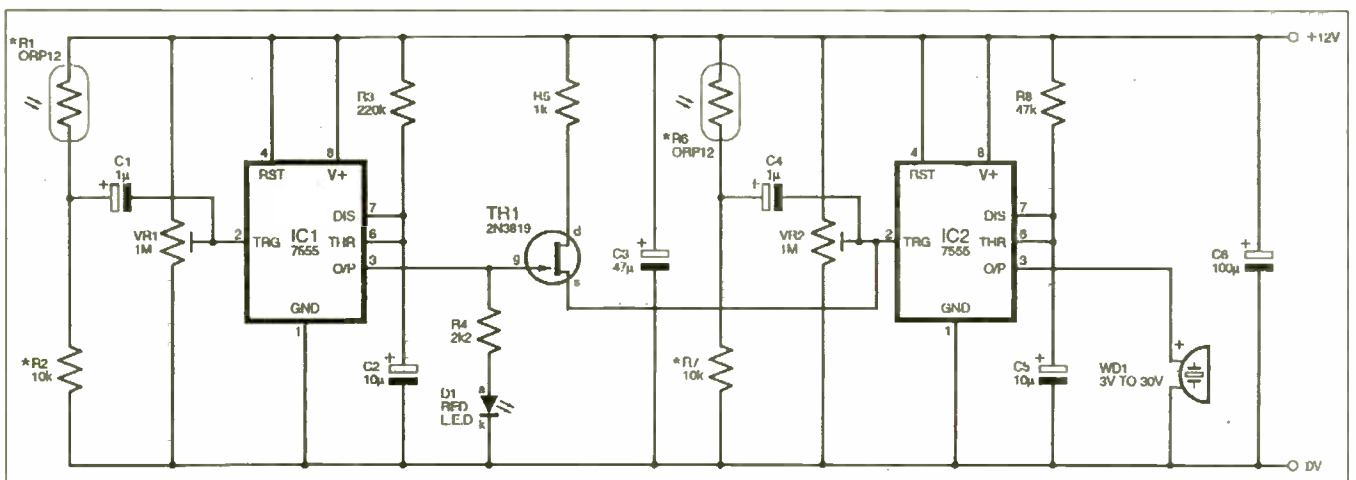 *R1
ORP12
C1
1μ
+
VR1
1M
*R2
10k
4
8
RST
V+
DIS
7
THR
6
O/P
3
2
TRG
IC1
7555
GND
1
R3
220k
C2
10μ
+
R4
2k2
D1
RED
L.E.D
a
k
R5
1k
TR1
2N3819
d
g
s
C3
47μ
+
*R6
ORP12
C4
1μ
+
VR2
1M
*R7
10k
4
8
RST
V+
DIS
7
THR
6
O/P
3
2
TRG
IC2
7555
GND
1
R8
47k
C5
10μ
+
WD1
3V TO 30V
+
C6
100μ
+
+12V
0V